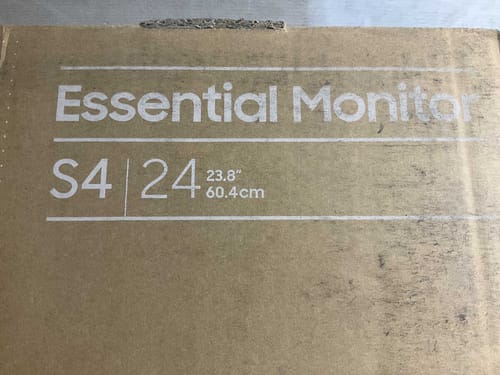 Essential Monitor
S4 24 23.8"
60.4cm